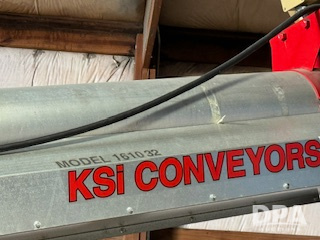 MODEL 161032
KSi CONVEYORS
DPA